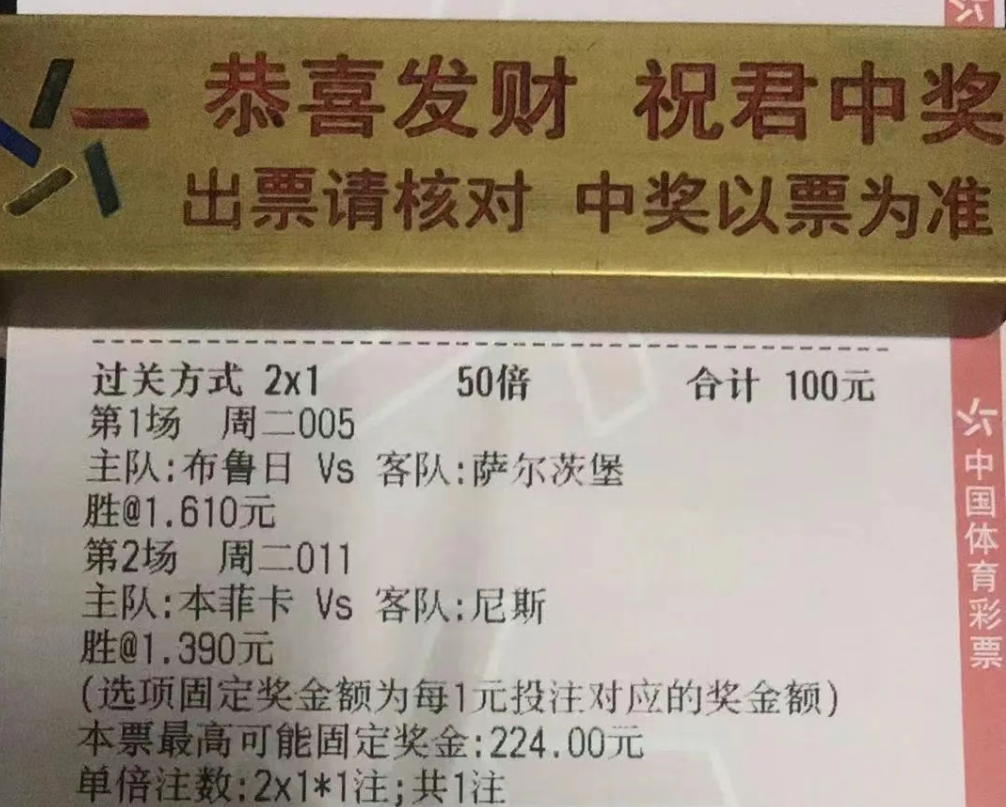 恭喜发财 祝君中奖
出票请核对 中奖以票为准
过关方式 2x1 50倍 合计 100元
第1场 周二005
主队:布鲁日 Vs 客队:萨尔茨堡
胜@1.610元
第2场 周二011
主队:本菲卡 Vs 客队:尼斯
胜@1.390元
(选项固定奖金额为每1元投注对应的奖金额)
本票最高可能固定奖金:224.00元
单倍注数:2x1*1注;共1注
中国体育彩票